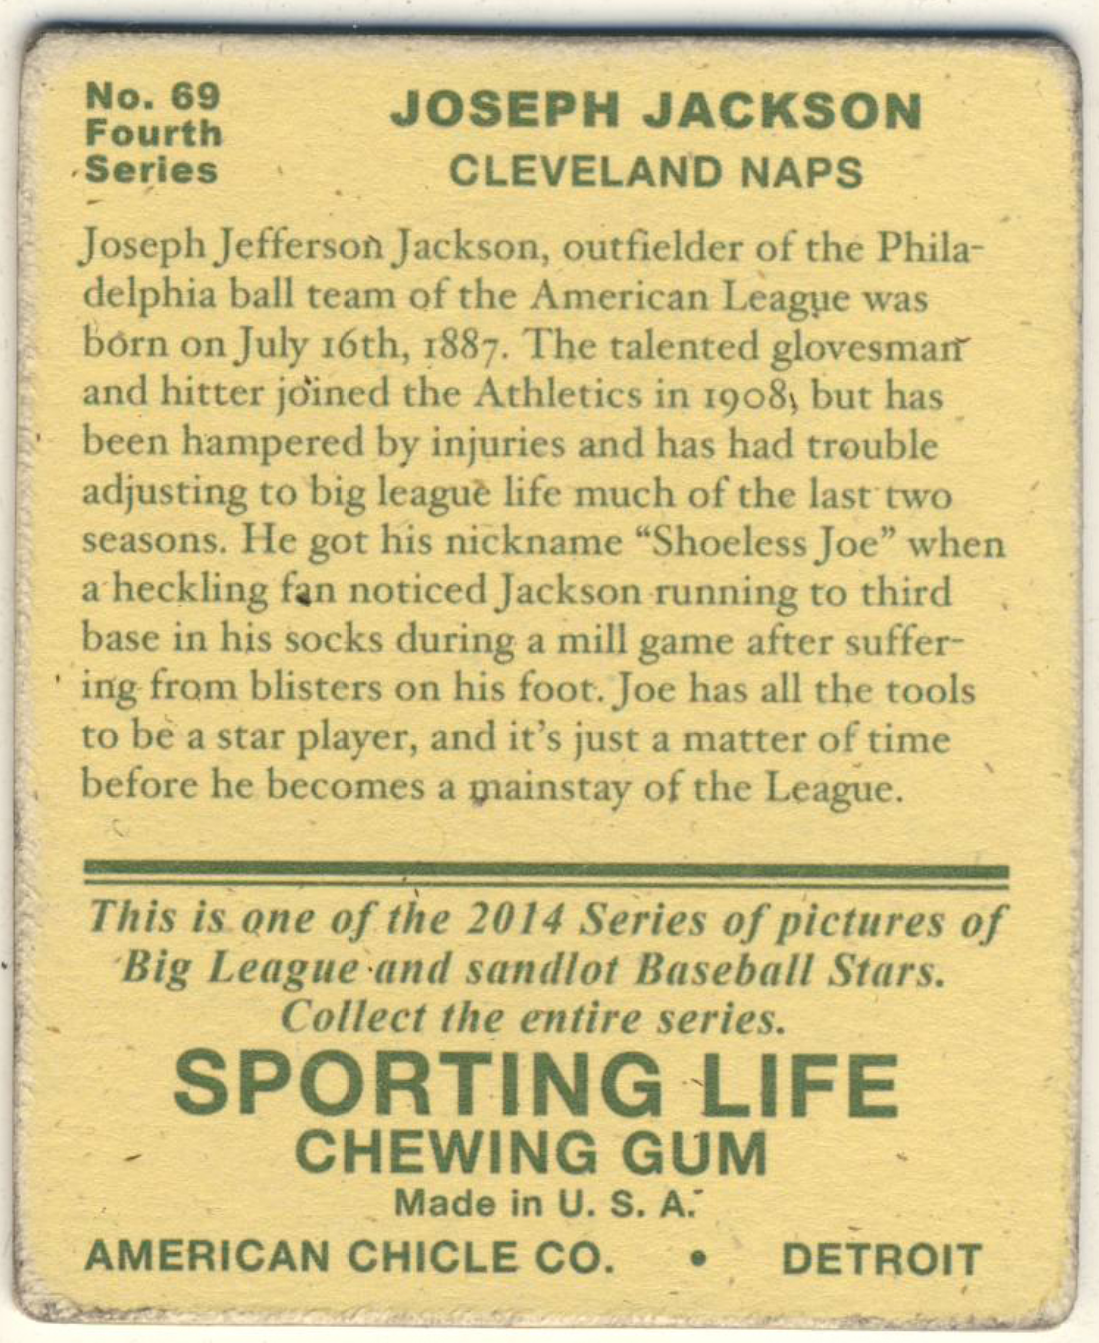 No. 69
Fourth
Series
JOSEPH JACKSON
CLEVELAND NAPS
Joseph Jefferson Jackson, outfielder of the Phila-
delphia ball team of the American League was
born on July 16th, 1887. The talented glovesman
and hitter joined the Athletics in 1908, but has
been hampered by injuries and has had trouble
adjusting to big league life much of the last two
seasons. He got his nickname “Shoeless Joe” when
a heckling fan noticed Jackson running to third
base in his socks during a mill game after suffer-
ing from blisters on his foot. Joe has all the tools
to be a star player, and it’s just a matter of time
before he becomes a mainstay of the League.
This is one of the 2014 Series of pictures of
Big League and sandlot Baseball Stars.
Collect the entire series.
SPORTING LIFE
CHEWING GUM
Made in U. S. A.
AMERICAN CHICLE CO. • DETROIT